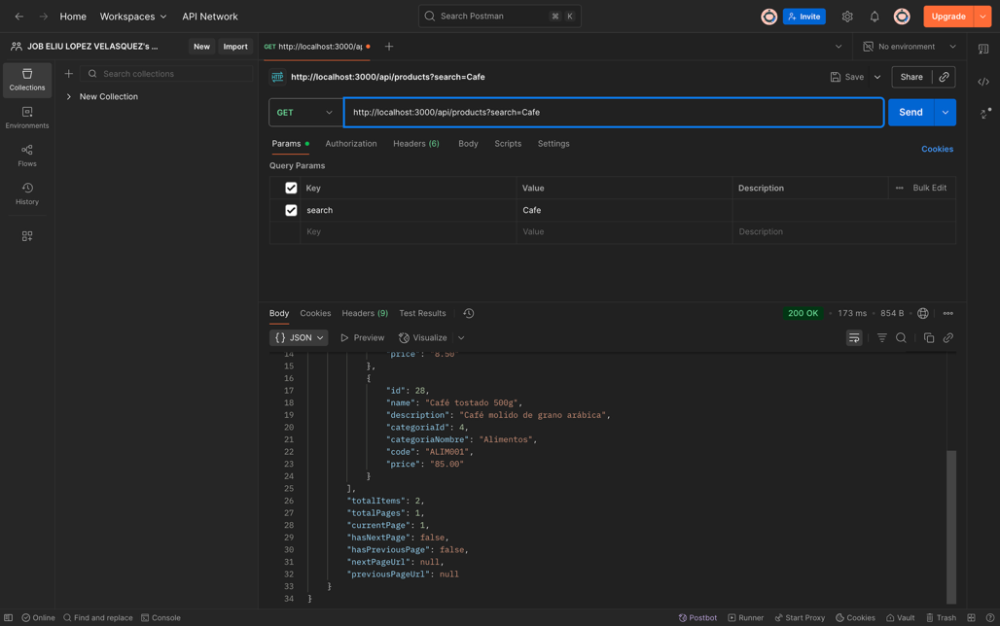 Home
Workspaces
API Network
Search Postman
⌘
K
Invite
Upgrade
JOB ELIU LOPEZ VELASQUEZ's ...
New
Import
GET http://localhost:3000/ap
No environment
Collections
Environments
Flows
History
Search collections
New Collection
HTTP
http://localhost:3000/api/products?search=Cafe
Save
Share
GET
http://localhost:3000/api/products?search=Cafe
Send
Params
Authorization
Headers (6)
Body
Scripts
Settings
Cookies
Query Params
Key
Value
Description
Bulk Edit
search
Cafe
Key
Value
Description
Body
Cookies
Headers (9)
Test Results
200 OK
173 ms
854 B
{ } JSON
Preview
Visualize
14 "price": "8.50"
15 },
16 {
17 "id": 28,
18 "name": "Café tostado 500g",
19 "description": "Café molido de grano arábica",
20 "categoriaId": 4,
21 "categoriaNombre": "Alimentos",
22 "code": "ALIM001",
23 "price": "85.00"
24 }
25 ],
26 "totalItems": 2,
27 "totalPages": 1,
28 "currentPage": 1,
29 "hasNextPage": false,
30 "hasPreviousPage": false,
31 "nextPageUrl": null,
32 "previousPageUrl": null
33 }
34 }
Online
Find and replace
Console
Postbot
Runner
Start Proxy
Cookies
Vault
Trash